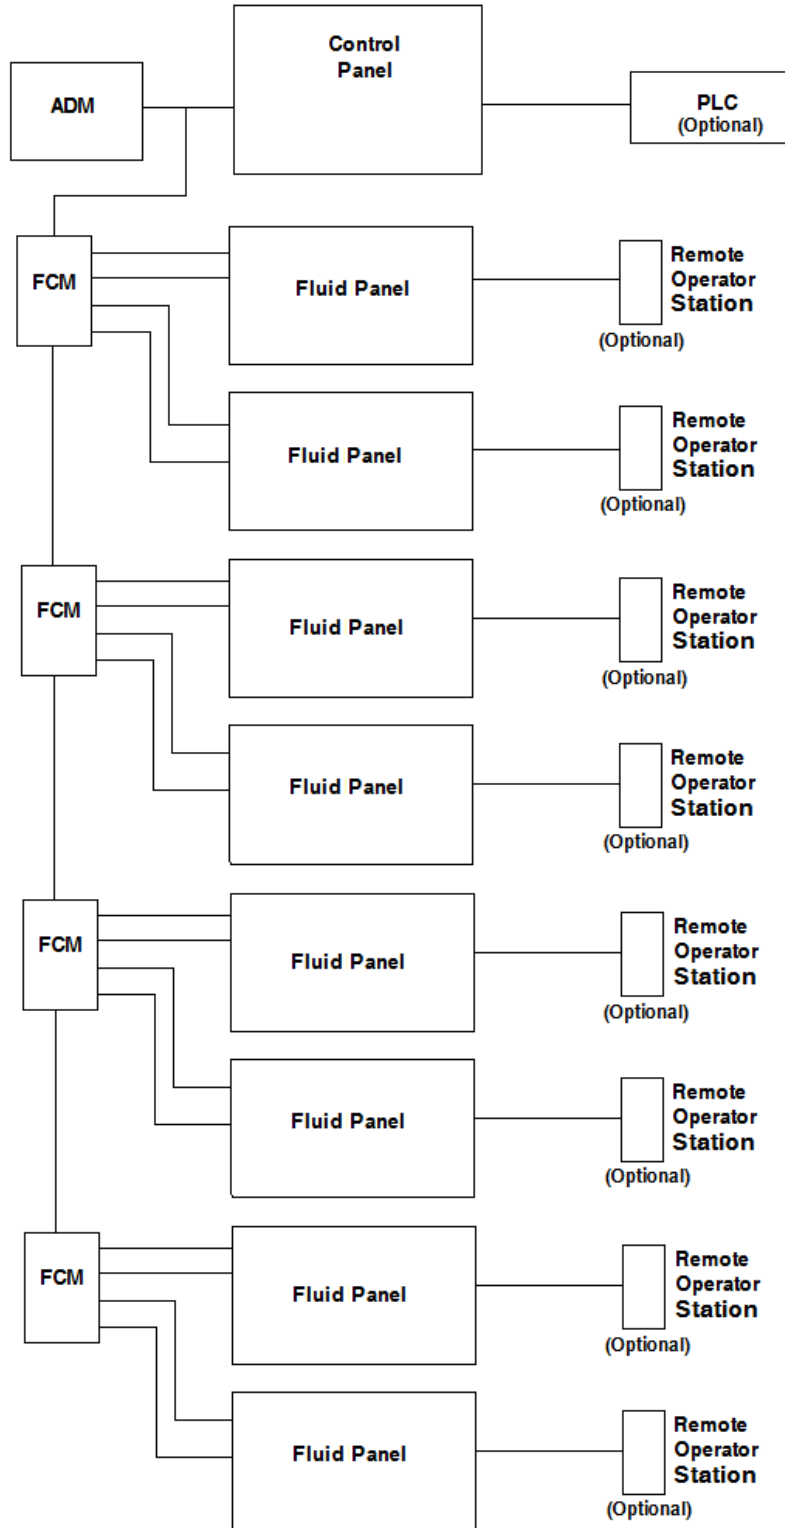 Control
Panel
ADM
PLC
(Optional)
FCM
Fluid Panel
Remote
Operator
Station
(Optional)
Fluid Panel
Remote
Operator
Station
(Optional)
FCM
Fluid Panel
Remote
Operator
Station
(Optional)
Fluid Panel
Remote
Operator
Station
(Optional)
FCM
Fluid Panel
Remote
Operator
Station
(Optional)
Fluid Panel
Remote
Operator
Station
(Optional)
FCM
Fluid Panel
Remote
Operator
Station
(Optional)
Fluid Panel
Remote
Operator
Station
(Optional)